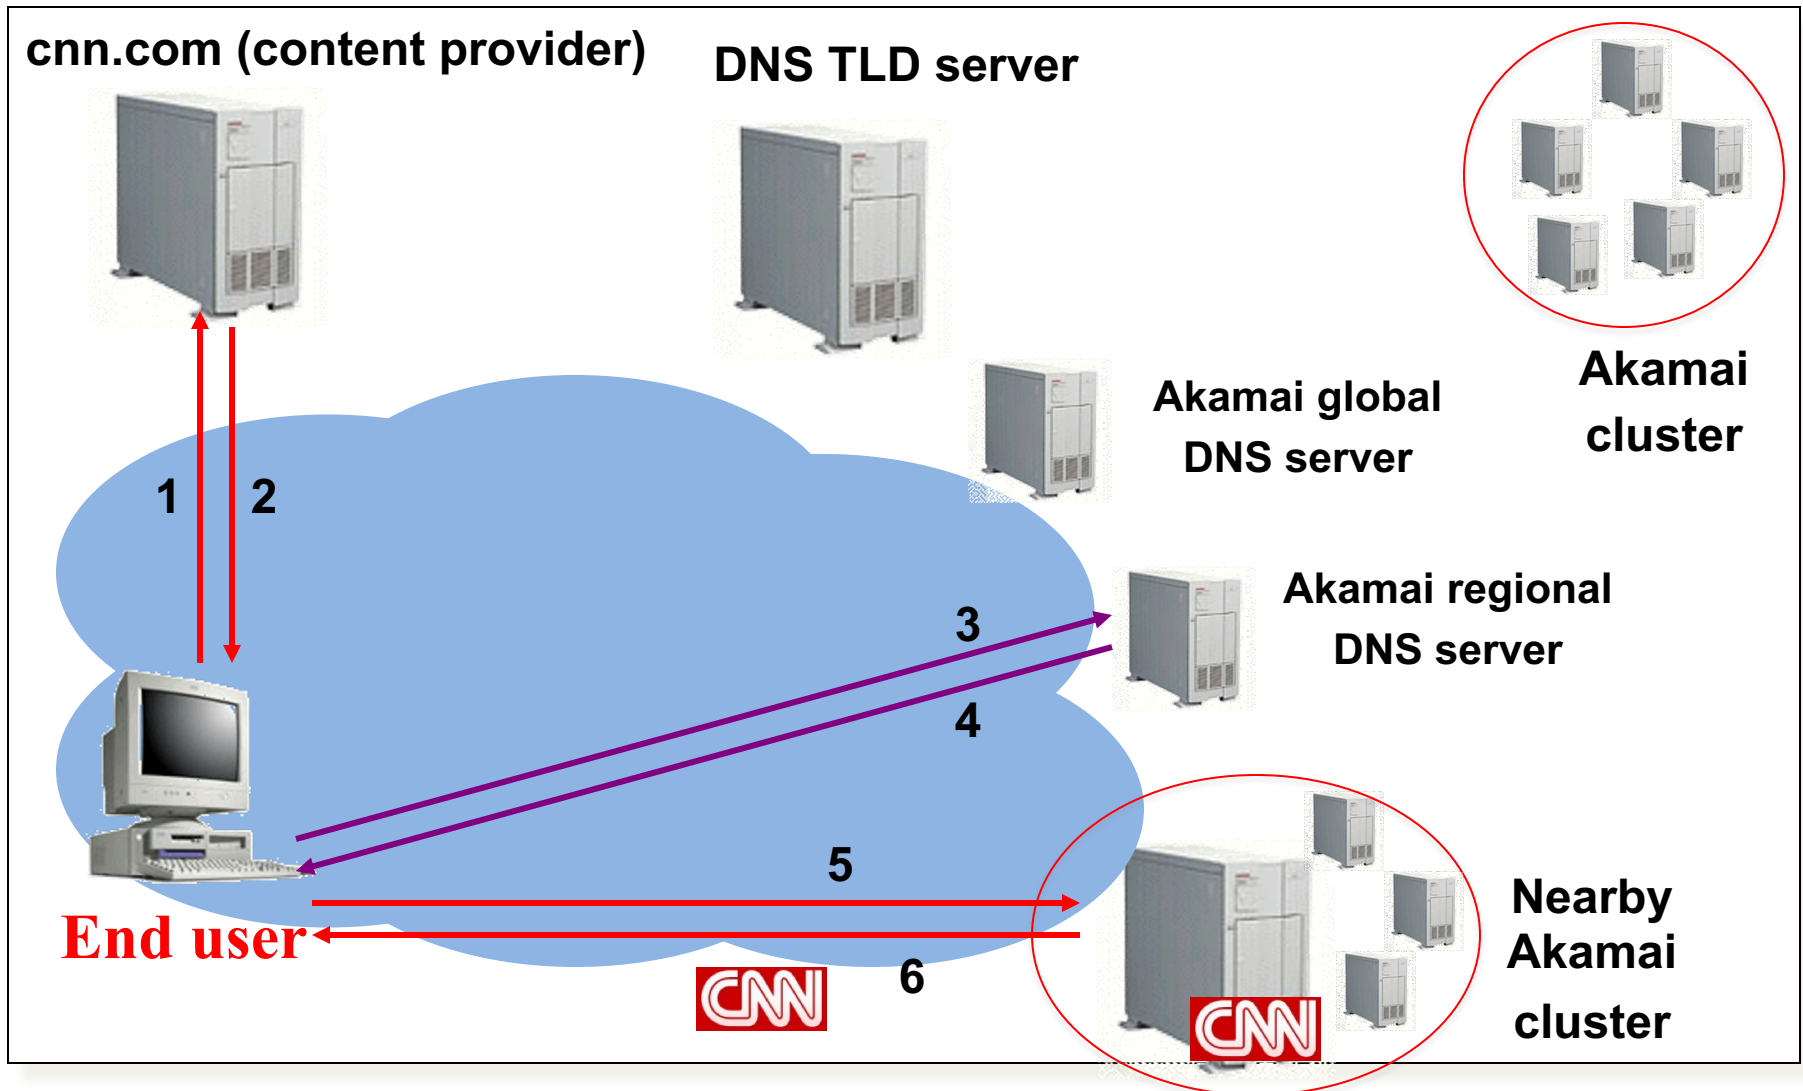 cnn.com (content provider)
DNS TLD server
Akamai
cluster
Akamai global
DNS server
1
2
Akamai regional
DNS server
3
4
5
End user
6
CNN
CNN
Nearby
Akamai
cluster